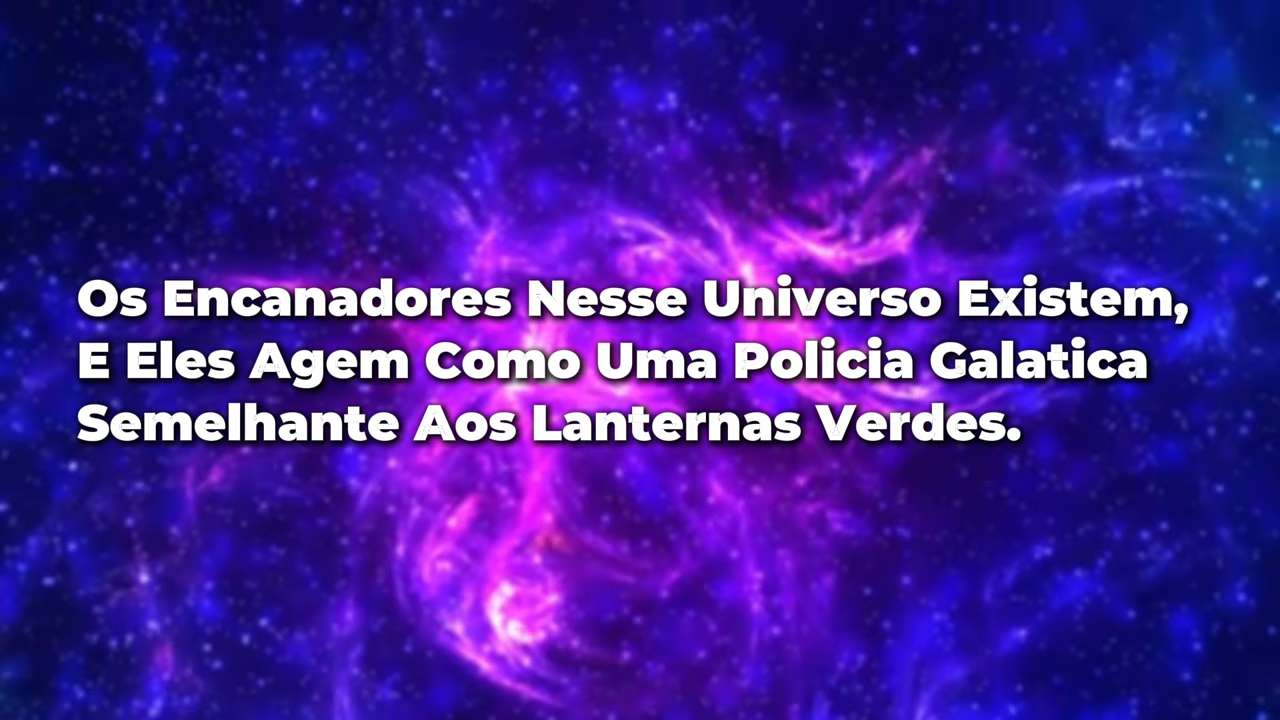 Os Encanadores Nesse Universo Existem,
E Eles Agem Como Uma Policia Galatica
Semelhante Aos Lanternas Verdes.